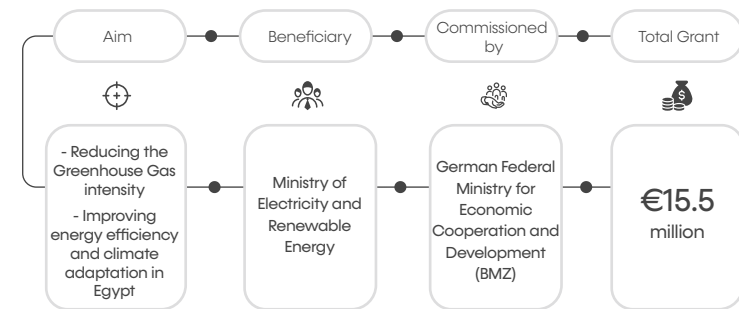 Aim
Beneficiary
Commissioned
by
Total Grant
- Reducing the
Greenhouse Gas
intensity
- Improving
energy efficiency
and climate
adaptation in
Egypt
Ministry of
Electricity and
Renewable
Energy
German Federal
Ministry for
Economic
Cooperation and
Development
(BMZ)
€15.5
million